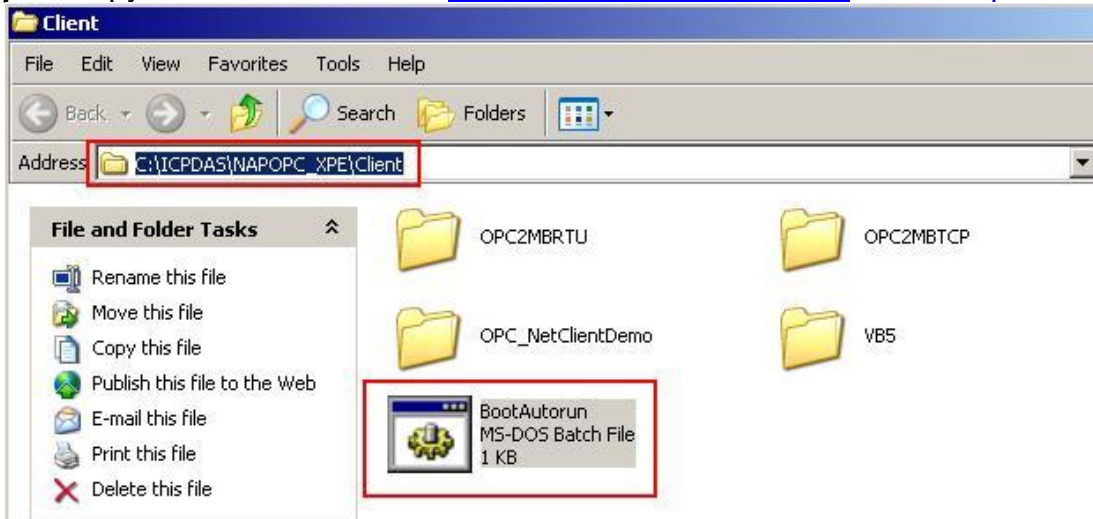 Client
File Edit View Favorites Tools Help
Back Search Folders
Address C:\ICPDAS\NAPOPC_XPE\Client
File and Folder Tasks
Rename this file
Move this file
Copy this file
Publish this file to the Web
E-mail this file
Print this file
Delete this file
OPC2MBRTU
OPC2MBTCP
OPC_NetClientDemo
VB5
BootAutorun
MS-DOS Batch File
1 KB